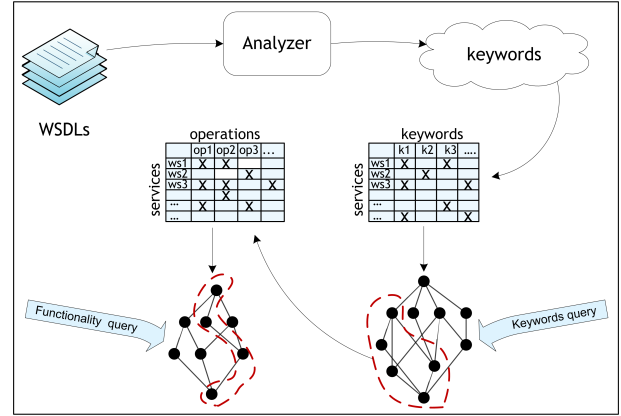 Analyzer
keywords
WSDLs
operations
op1 op2 op3 ...
services
ws1 X X
ws2 X
ws3 X X X
X
... X X
...
keywords
k1 k2 k3 ....
services
ws1 X X
ws2 X
ws3 X X
... X
... X X
Functionality query
Keywords query